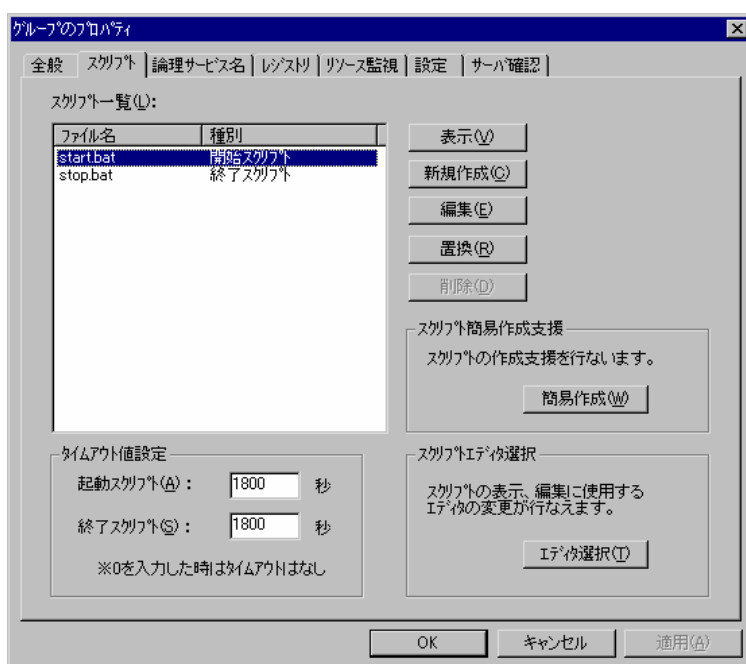 グループのプロパティ
全般 スクリプト 論理サービス名 レジストリ リソース監視 設定 サーバ確認
スクリプト一覧(L):
ファイル名 種別
start.bat 開始スクリプト
stop.bat 終了スクリプト
表示(V)
新規作成(C)
編集(E)
置換(R)
削除(D)
スクリプト簡易作成支援
スクリプトの作成支援を行ないます。
簡易作成(W)
タイムアウト値設定
起動スクリプト(A): 1800 秒
終了スクリプト(S): 1800 秒
※0を入力した時はタイムアウトはなし
スクリプトエディタ選択
スクリプトの表示、編集に使用する
エディタの変更が行なえます。
エディタ選択(T)
OK キャンセル 適用(A)